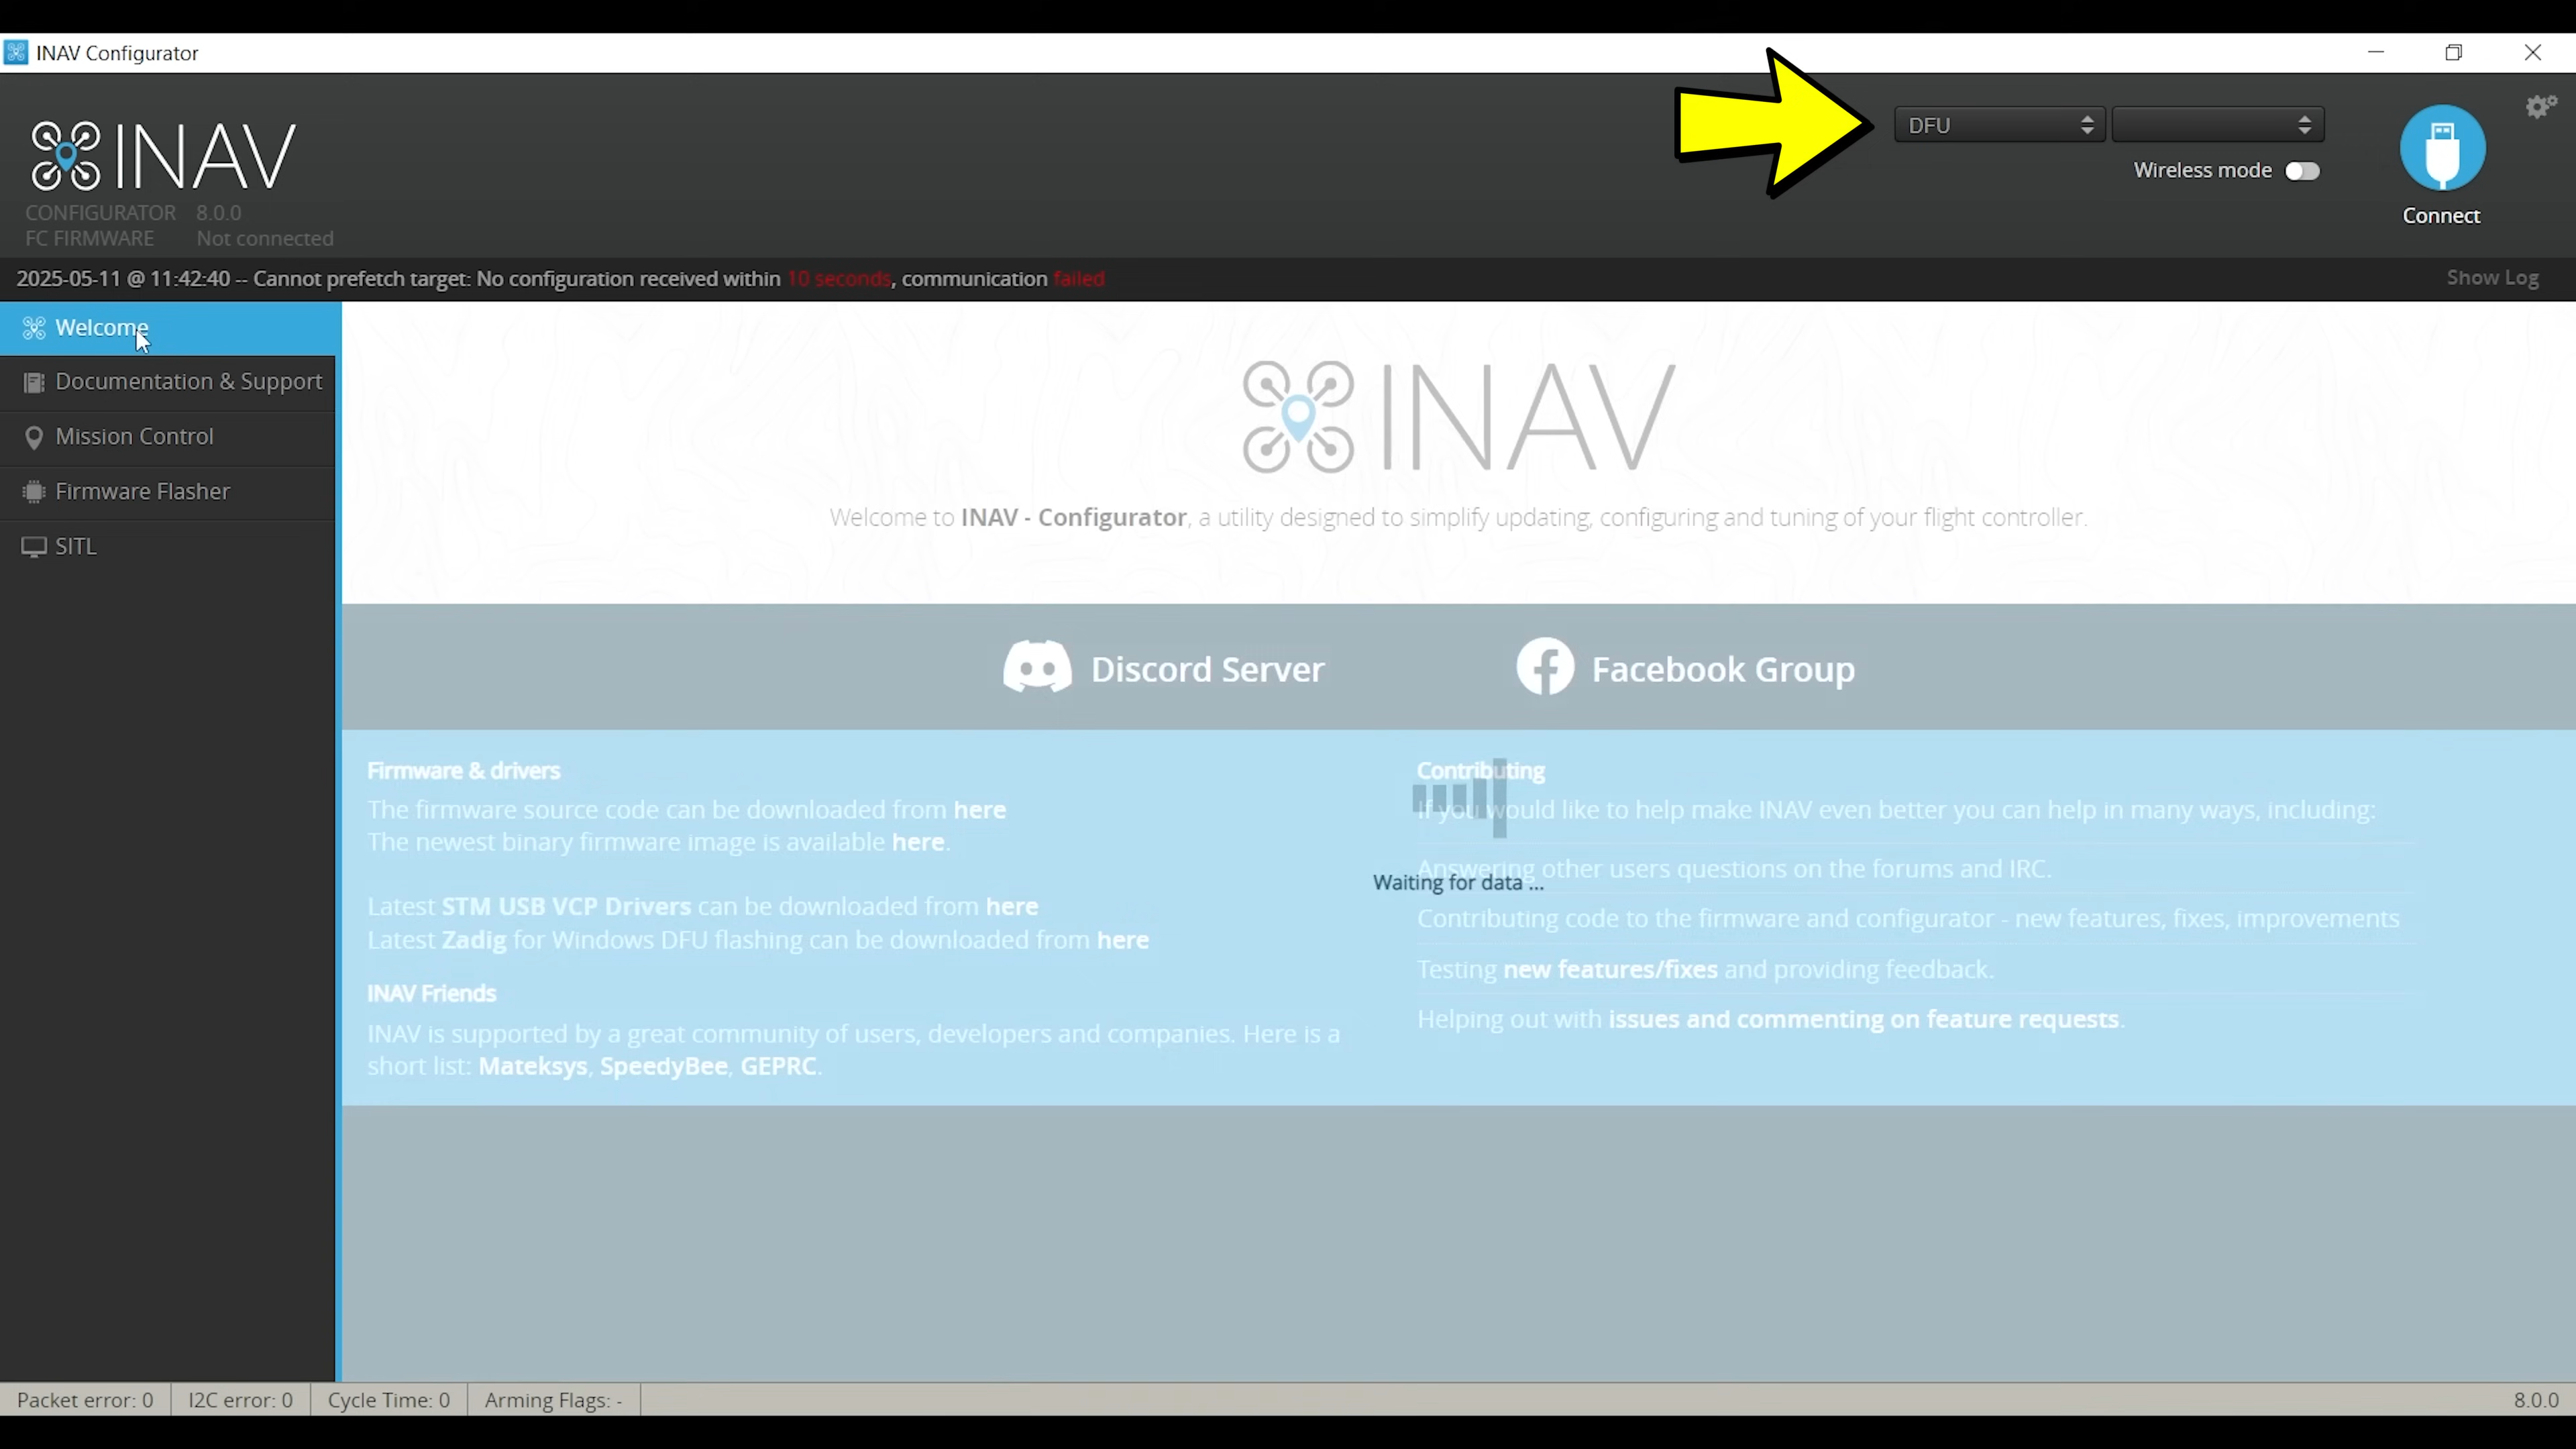 INAV Configurator
INAV
CONFIGURATOR 8.0.0
FC FIRMWARE Not connected
DFU
Wireless mode
Connect
2025-05-11 @ 11:42:40 -- Cannot prefetch target: No configuration received within 10 seconds, communication failed
Show Log
Welcome
Documentation & Support
Mission Control
Firmware Flasher
SITL
INAV
Welcome to INAV - Configurator, a utility designed to simplify updating, configuring and tuning of your flight controller.
Discord Server
Facebook Group
Firmware & drivers
The firmware source code can be downloaded from here
The newest binary firmware image is available here.
Latest STM USB VCP Drivers can be downloaded from here
Latest Zadig for Windows DFU flashing can be downloaded from here
INAV Friends
INAV is supported by a great community of users, developers and companies. Here is a
short list: Mateksys, SpeedyBee, GEPRC.
Contributing
If you would like to help make INAV even better you can help in many ways, including:
Answering other users questions on the forums and IRC.
Waiting for data ...
Contributing code to the firmware and configurator - new features, fixes, improvements
Testing new features/fixes and providing feedback.
Helping out with issues and commenting on feature requests.
Packet error: 0
I2C error: 0
Cycle Time: 0
Arming Flags: -
8.0.0